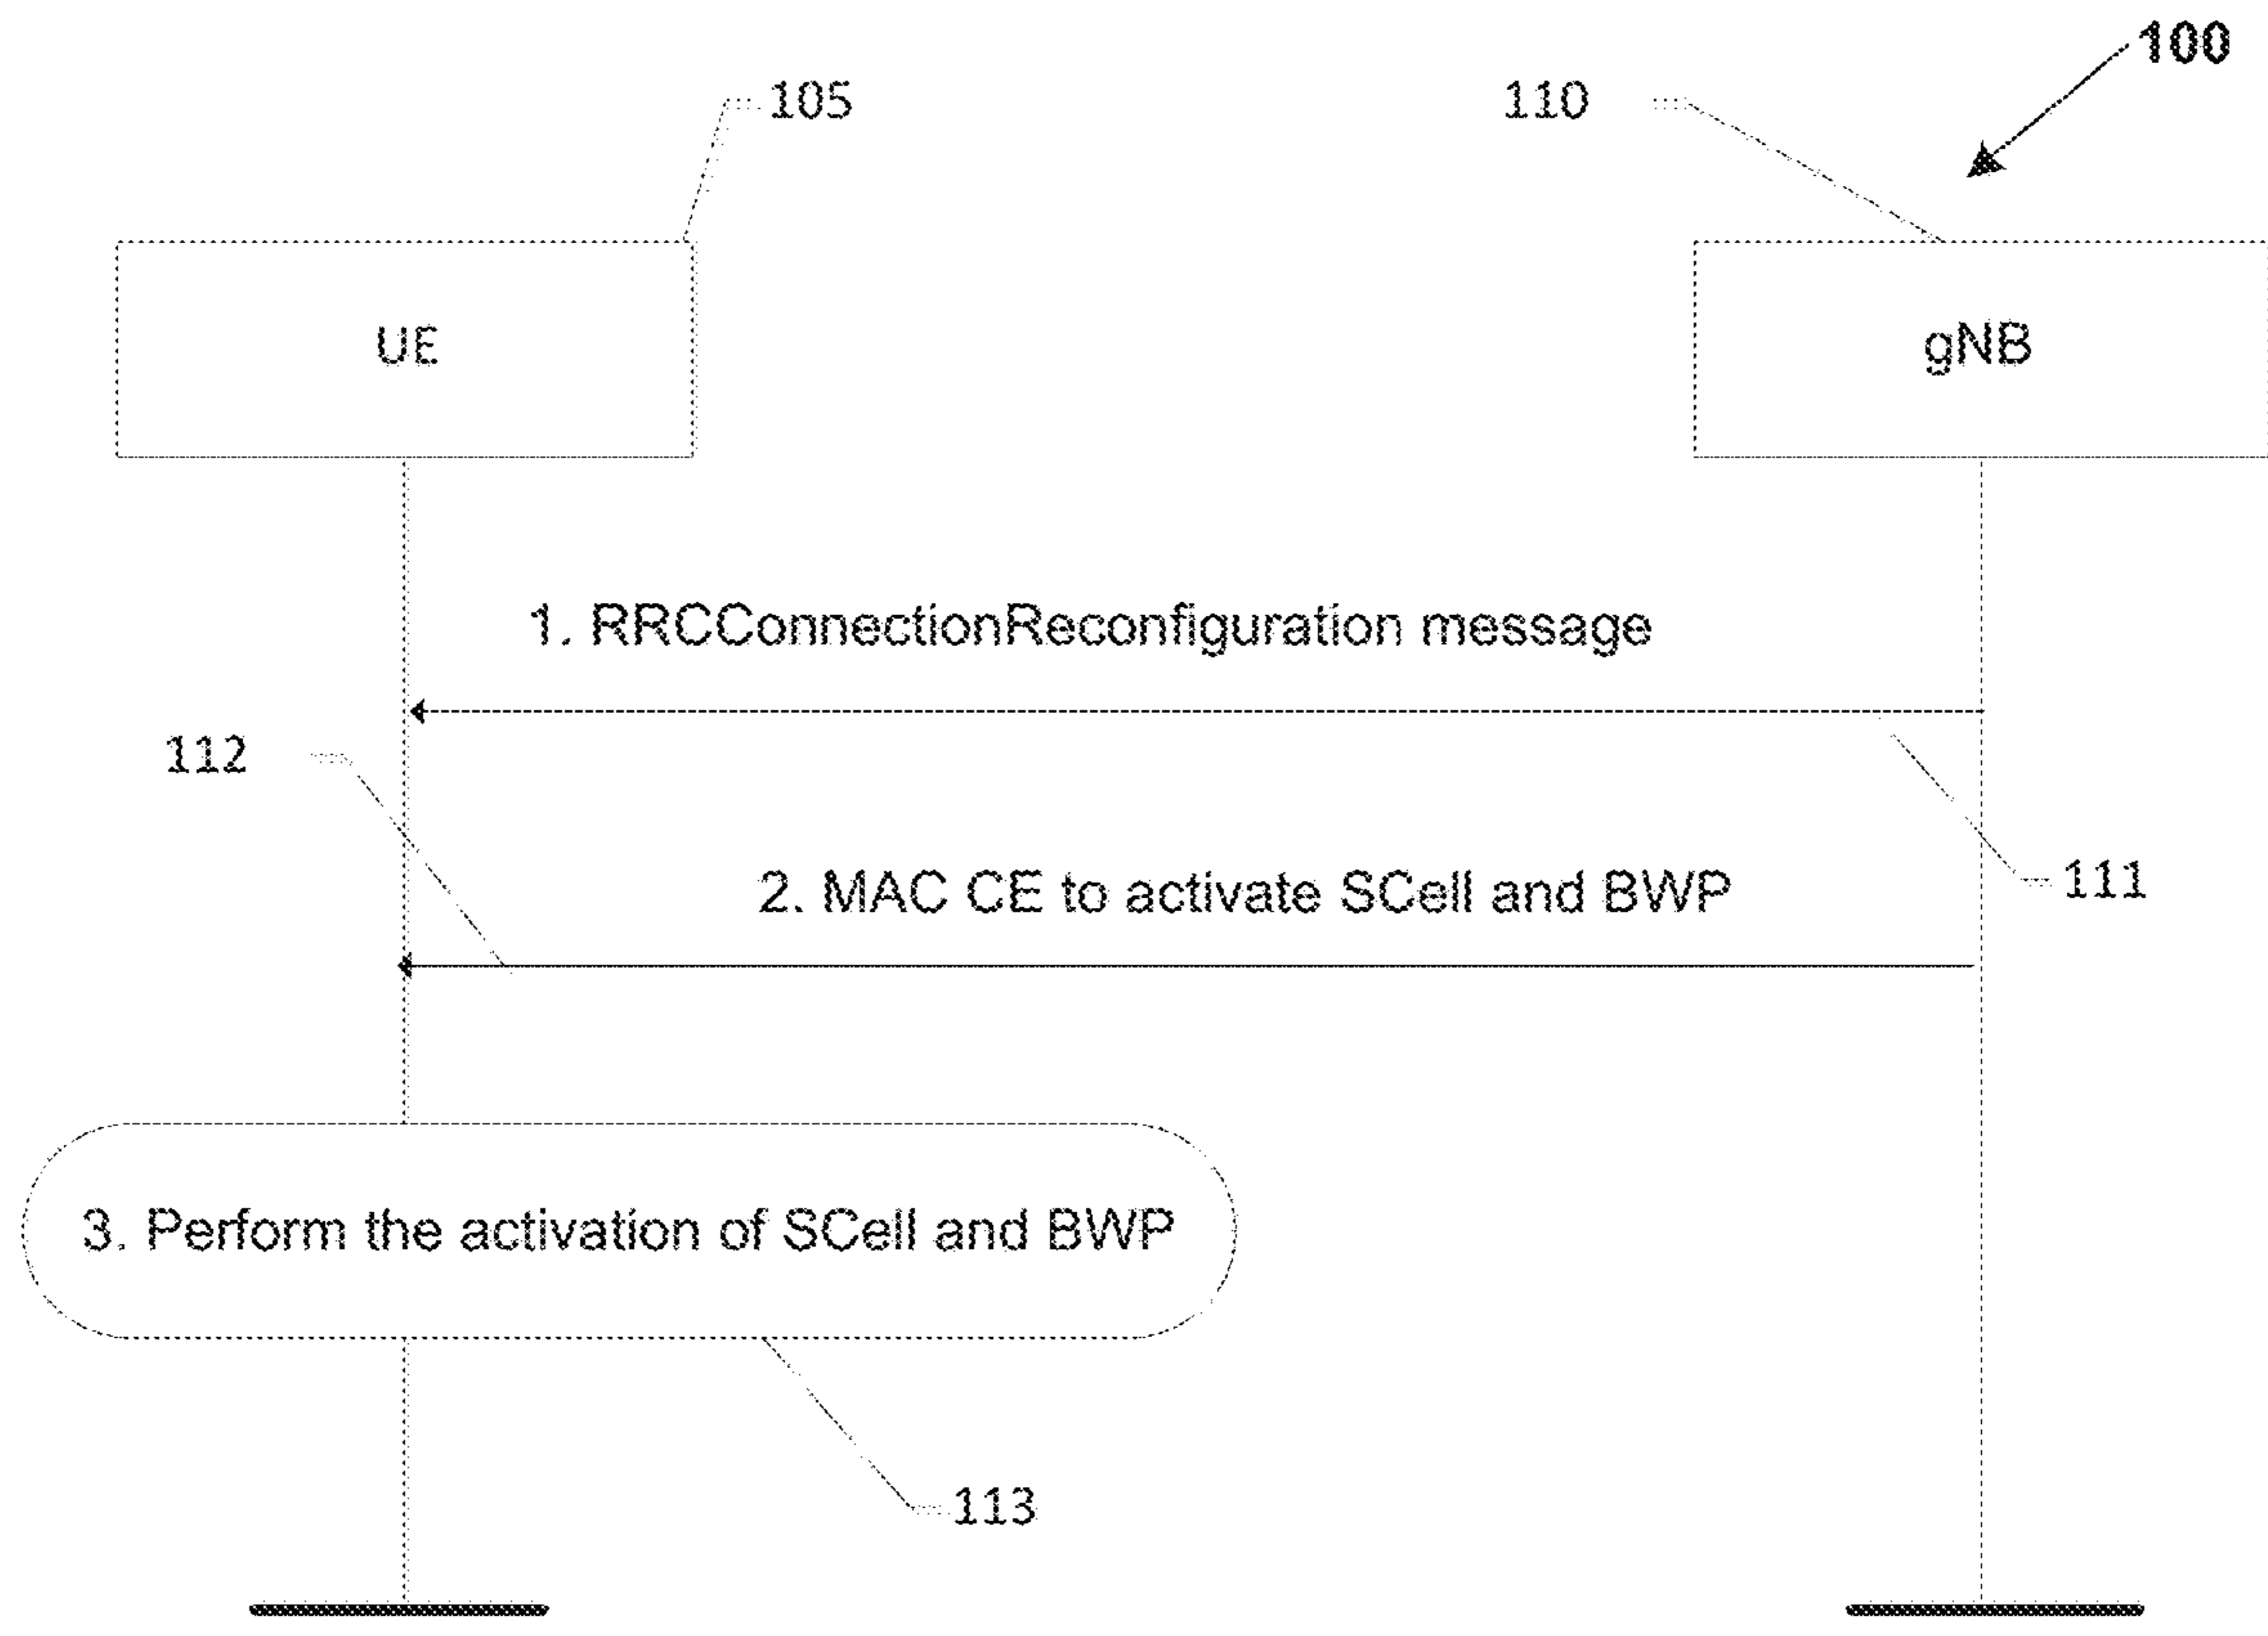 100
105
110
UE
gNB
1. RRCConnectionReconfiguration message
112
2. MAC CE to activate SCell and BWP
111
3. Perform the activation of SCell and BWP
113